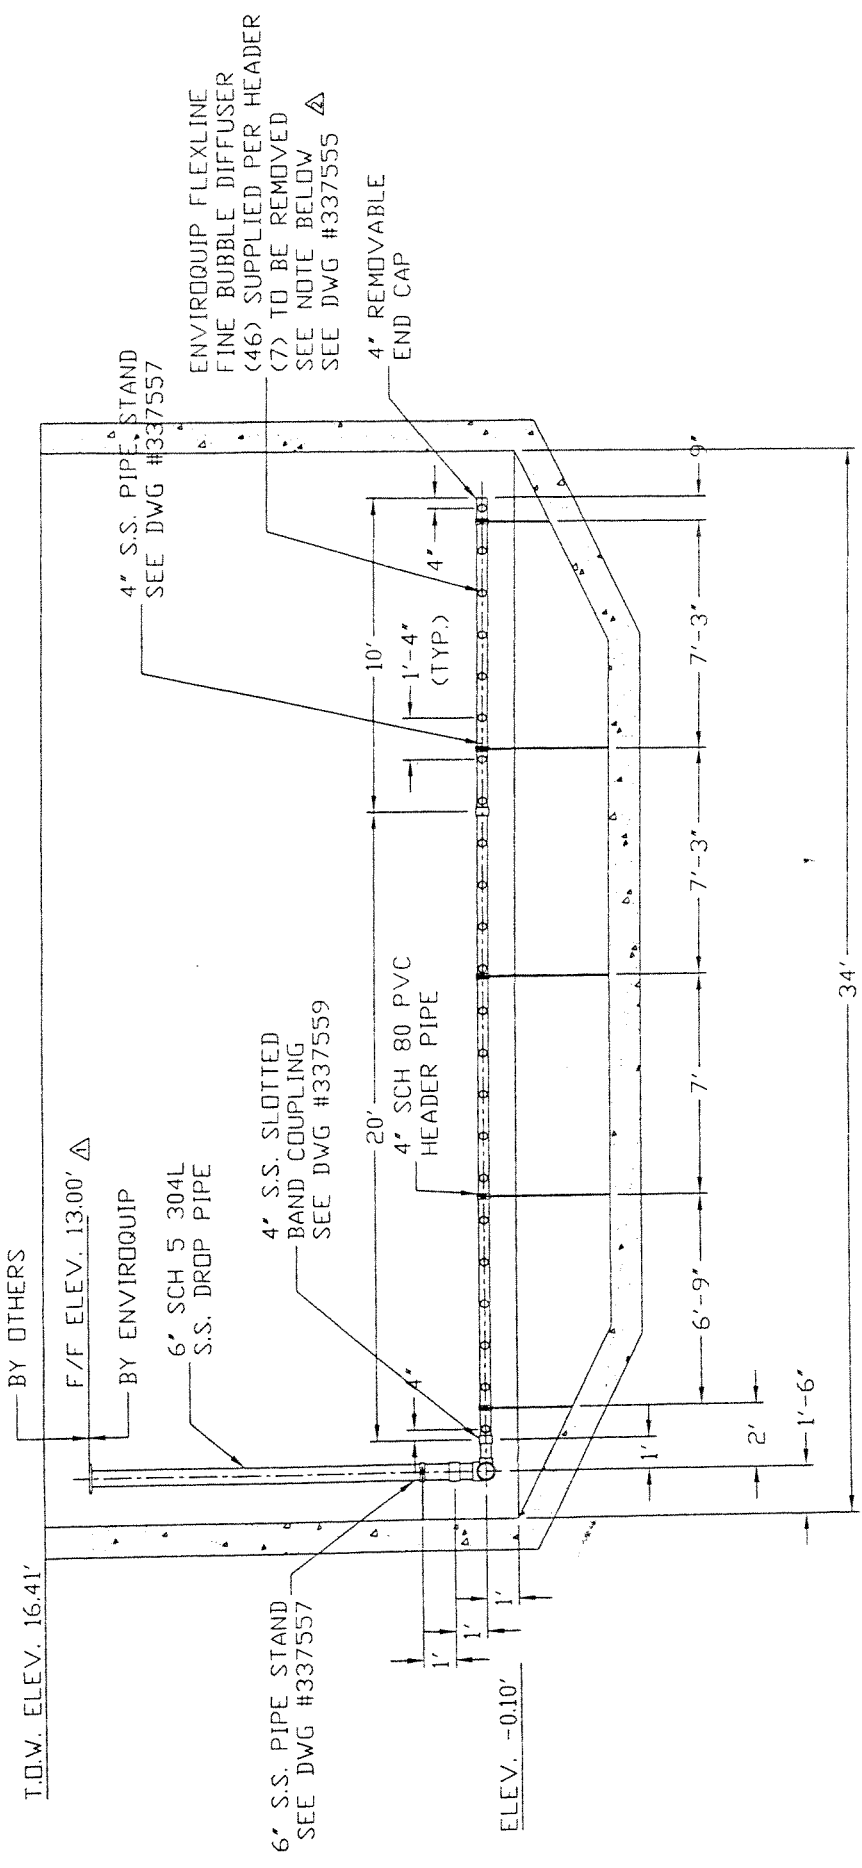 T.O.W. ELEV. 16.41'
BY OTHERS
F/F ELEV. 13.00' 1
BY ENVIROQUIP
6" SCH 5 304L
S.S. DROP PIPE
4" S.S. SLOTTED
BAND COUPLING
SEE DWG #337559
4" S.S. PIPE STAND
SEE DWG #337557
ENVIROQUIP FLEXLINE
FINE BUBBLE DIFFUSER
(46) SUPPLIED PER HEADER
(7) TO BE REMOVED
SEE NOTE BELOW
SEE DWG #337555 2
4" REMOVABLE
END CAP
10'
1'-4"
(TYP.)
4"
20'
4" SCH 80 PVC
HEADER PIPE
4"
6" S.S. PIPE STAND
SEE DWG #337557
1'
1'
1'
ELEV. -0.10'
1'
2'
1'-6"
6'-9"
7'
7'-3"
7'-3"
9"
34'